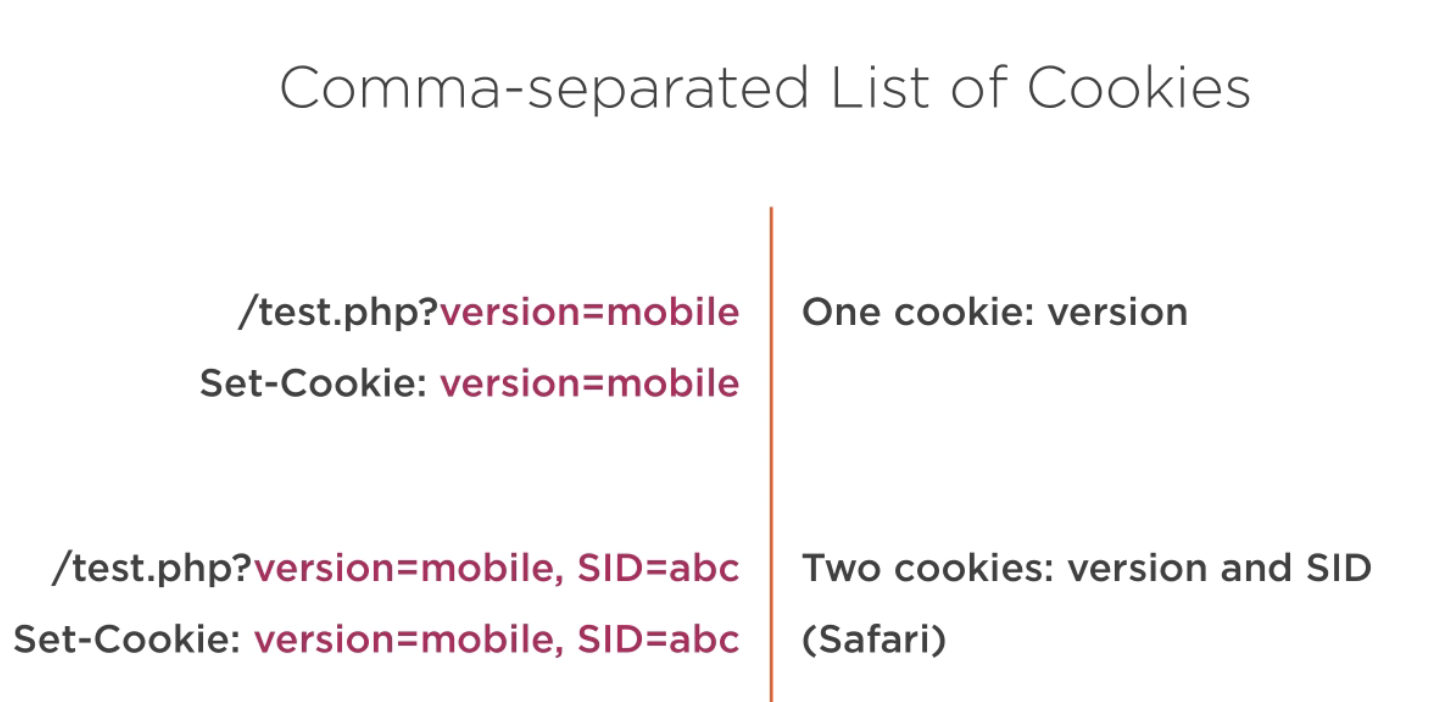 Comma-separated List of Cookies
/test.php?version=mobile
Set-Cookie: version=mobile
One cookie: version
/test.php?version=mobile, SID=abc
Set-Cookie: version=mobile, SID=abc
Two cookies: version and SID
(Safari)